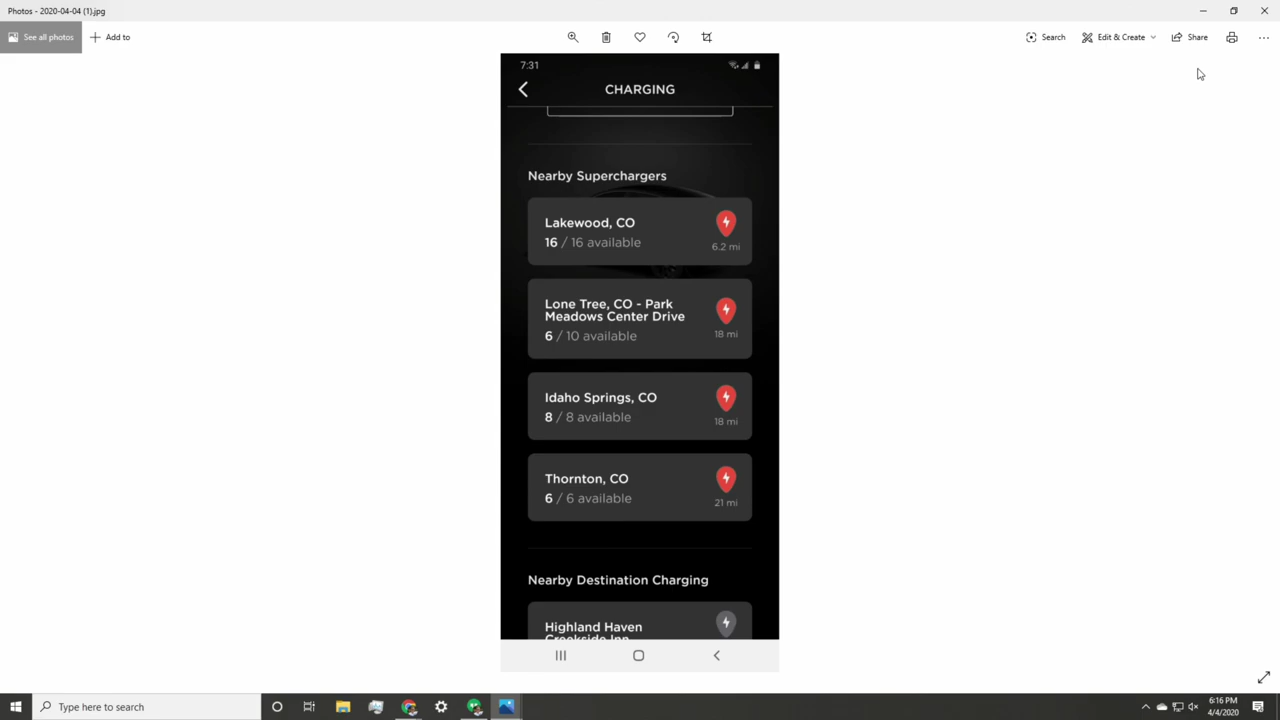 Photos - 2020-04-04 (1).jpg
See all photos
Add to
Search
Edit & Create
Share
7:31
CHARGING
Nearby Superchargers
Lakewood, CO
16 / 16 available
6.2 mi
Lone Tree, CO - Park
Meadows Center Drive
6 / 10 available
18 mi
Idaho Springs, CO
8 / 8 available
18 mi
Thornton, CO
6 / 6 available
21 mi
Nearby Destination Charging
Highland Haven
Creekside Inn
Type here to search
6:16 PM
4/4/2020